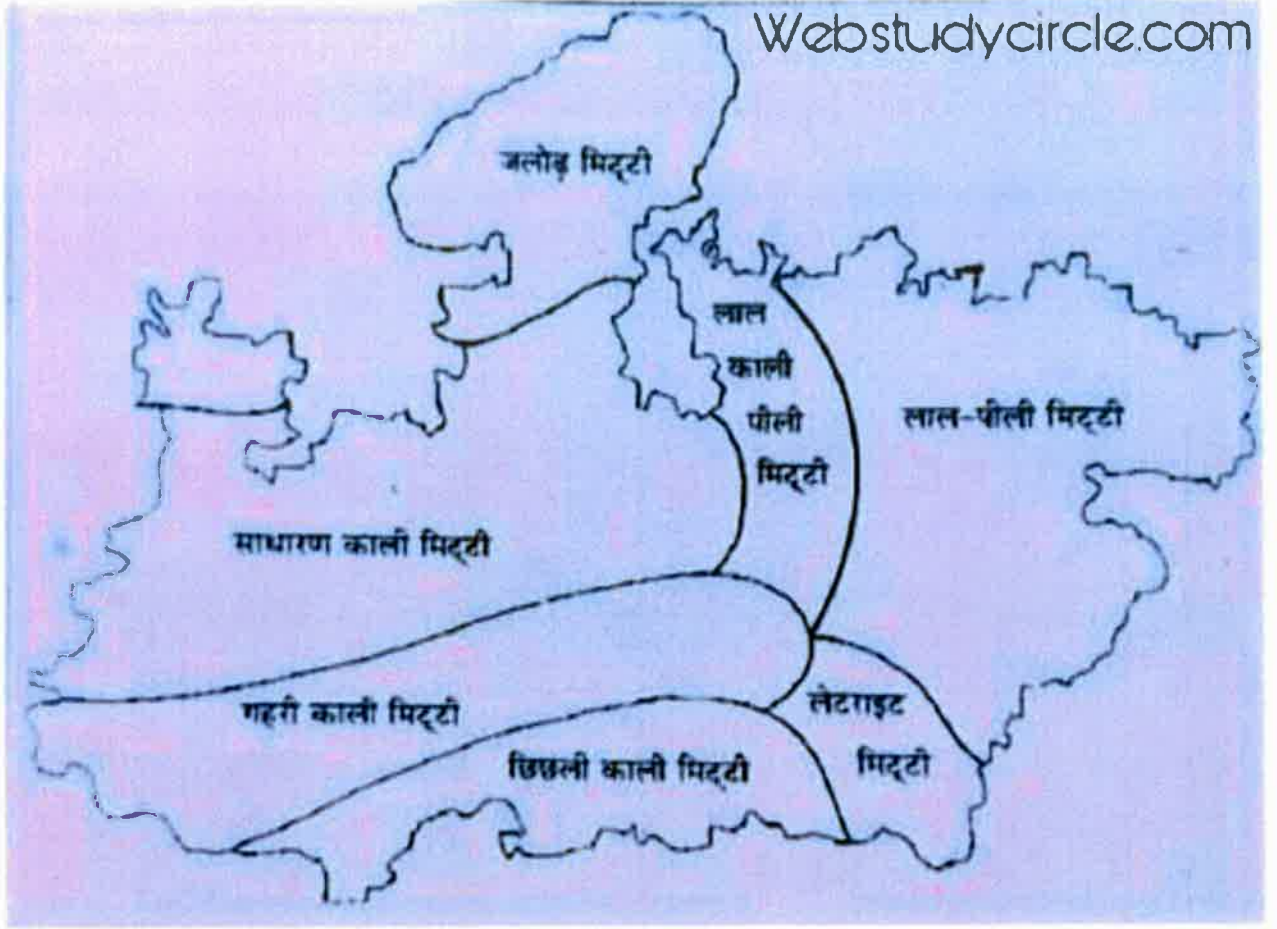 Webstudycircle.com
जलोढ़ मिट्टी
लाल
काली
पीली
मिट्टी
लाल-पीली मिट्टी
साधारण काली मिट्टी
गहरी काली मिट्टी
लेटराइट
मिट्टी
छिछली काली मिट्टी